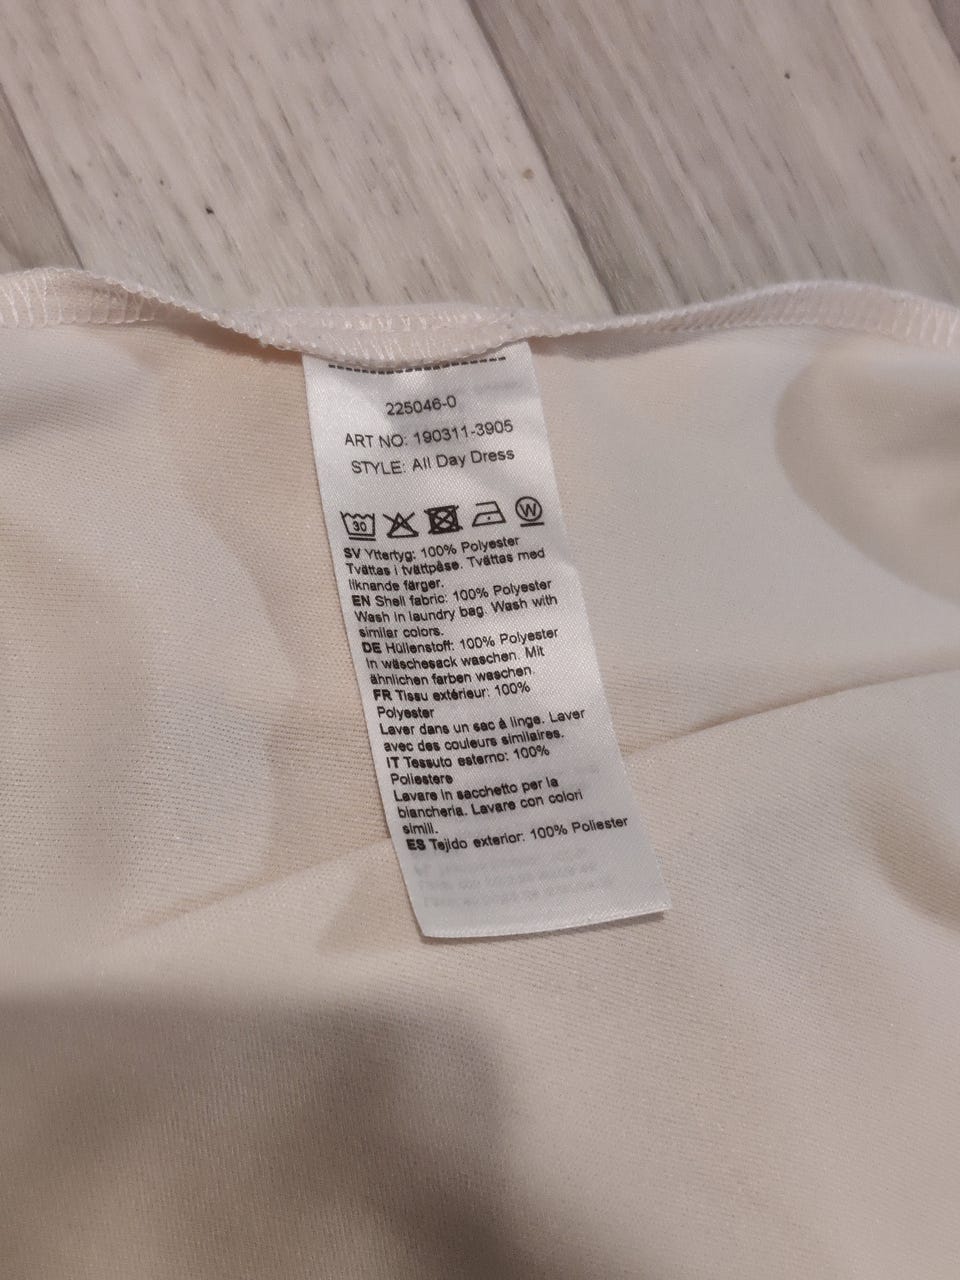 225046-0
ART NO: 190311-3905
STYLE: All Day Dress
30 W
SV Yttertyg: 100% Polyester
Tvättas i tvättpåse. Tvättas med
liknande färger.
EN Shell fabric: 100% Polyester
Wash in laundry bag. Wash with
similar colors.
DE Hüllenstoff: 100% Polyester
In wäschesack waschen. Mit
ähnlichen farben waschen.
FR Tissu extérieur: 100%
Polyester
Laver dans un sac à linge. Laver
avec des couleurs similaires.
IT Tessuto esterno: 100%
Poliestere
Lavare in sacchetto per la
biancheria. Lavare con colori
simili.
ES Tejido exterior: 100% Poliester